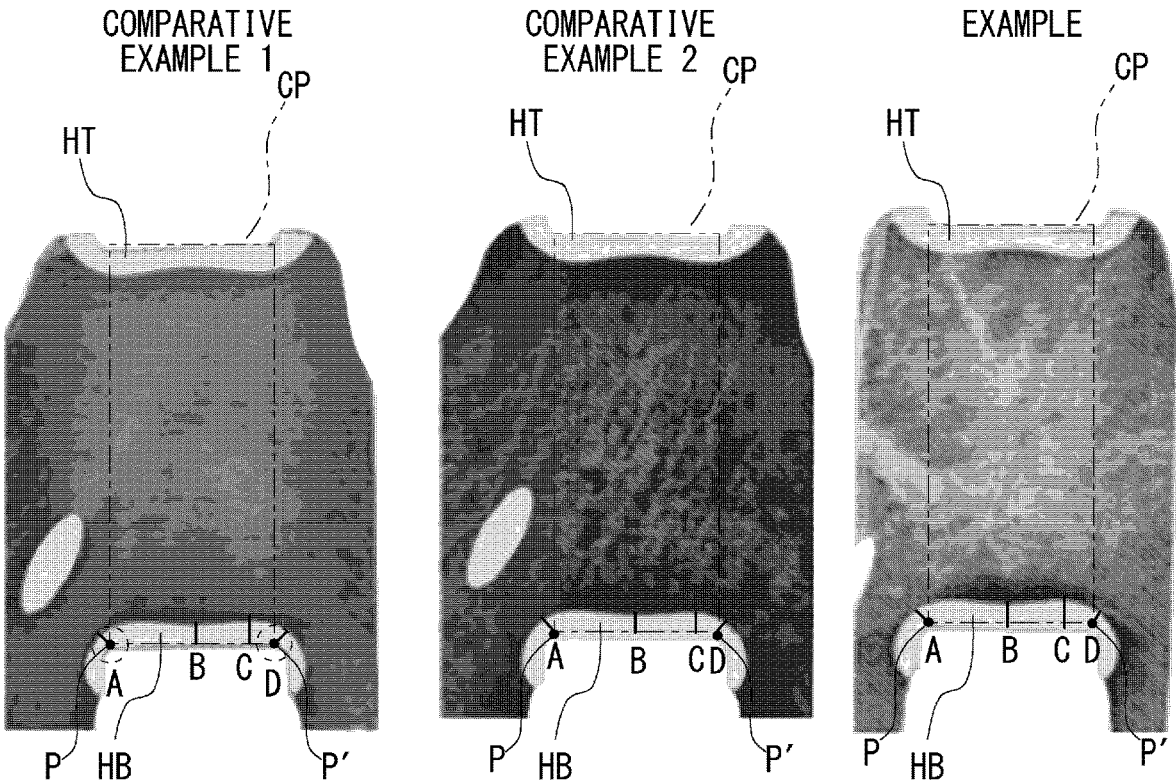 COMPARATIVE
EXAMPLE 1
CP
HT
A
B
C
D
P
HB
P'
COMPARATIVE
EXAMPLE 2
CP
HT
A
B
C
D
P
HB
P'
EXAMPLE
CP
HT
A
B
C
D
P
HB
P'